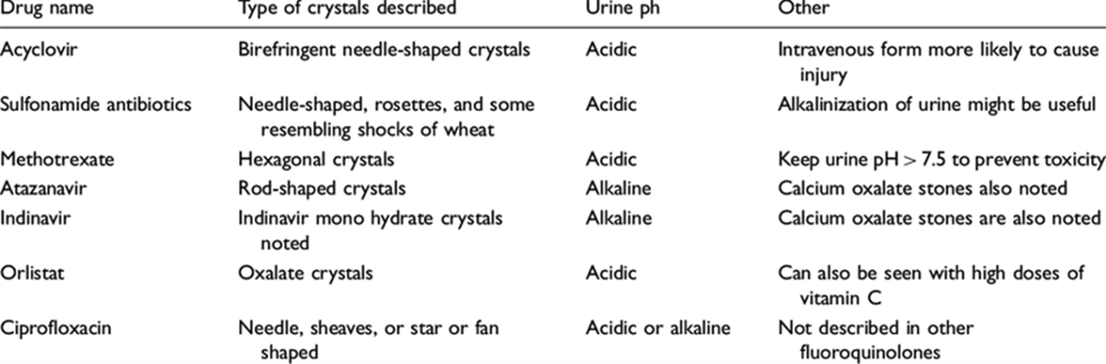 Drug name Type of crystals described Urine ph Other
Acyclovir Birefringent needle-shaped crystals Acidic Intravenous form more likely to cause
injury
Sulfonamide antibiotics Needle-shaped, rosettes, and some Acidic Alkalinization of urine might be useful
resembling shocks of wheat
Methotrexate Hexagonal crystals Acidic Keep urine pH > 7.5 to prevent toxicity
Atazanavir Rod-shaped crystals Alkaline Calcium oxalate stones also noted
Indinavir Indinavir mono hydrate crystals Alkaline Calcium oxalate stones are also noted
noted
Orlistat Oxalate crystals Acidic Can also be seen with high doses of
vitamin C
Ciprofloxacin Needle, sheaves, or star or fan Acidic or alkaline Not described in other
shaped fluoroquinolones